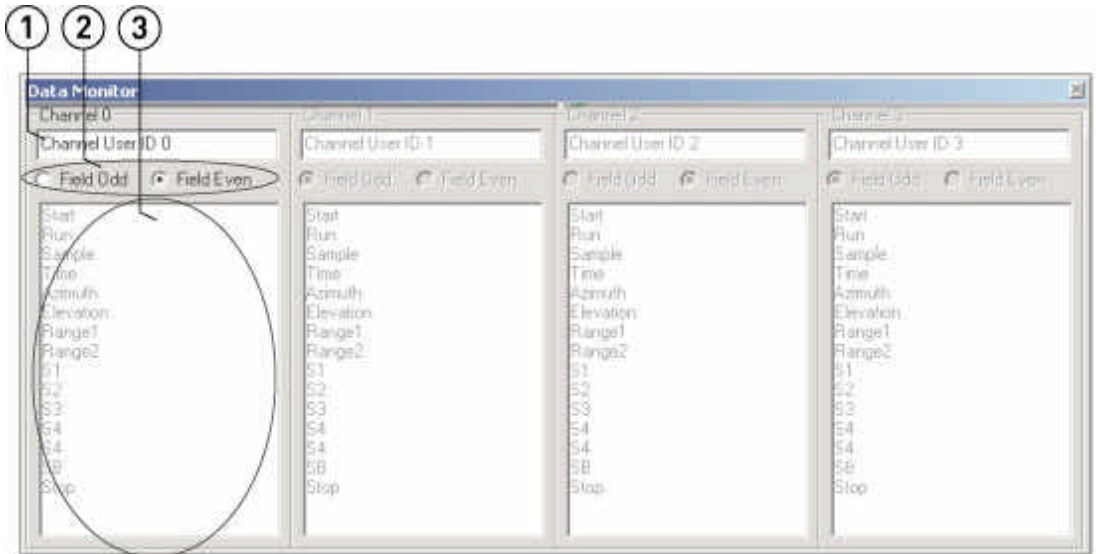 1 2 3
Data Monitor
Channel 0
Channel User ID 0
Field Odd Field Even
Start
Run
Sample
Time
Azimuth
Elevation
Range1
Range2
S1
S2
S3
S4
S4
SB
Stop
Channel 1
Channel User ID 1
Field Odd Field Even
Start
Run
Sample
Time
Azimuth
Elevation
Range1
Range2
S1
S2
S3
S4
S4
SB
Stop
Channel 2
Channel User ID 2
Field Odd Field Even
Start
Run
Sample
Time
Azimuth
Elevation
Range1
Range2
S1
S2
S3
S4
S4
SB
Stop
Channel 3
Channel User ID 3
Field Odd Field Even
Start
Run
Sample
Time
Azimuth
Elevation
Range1
Range2
S1
S2
S3
S4
S4
SB
Stop